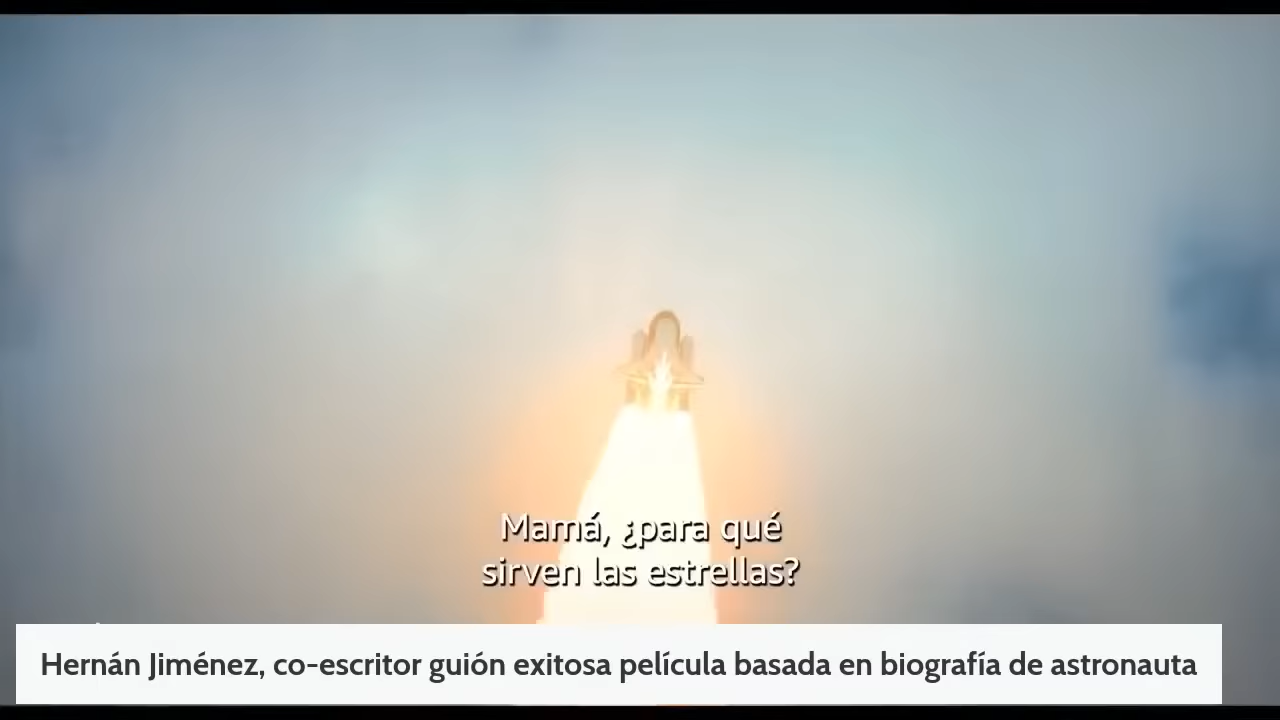 Mamá, ¿para qué
sirven las estrellas?
Hernán Jiménez, co-escritor guión exitosa película basada en biografía de astronauta